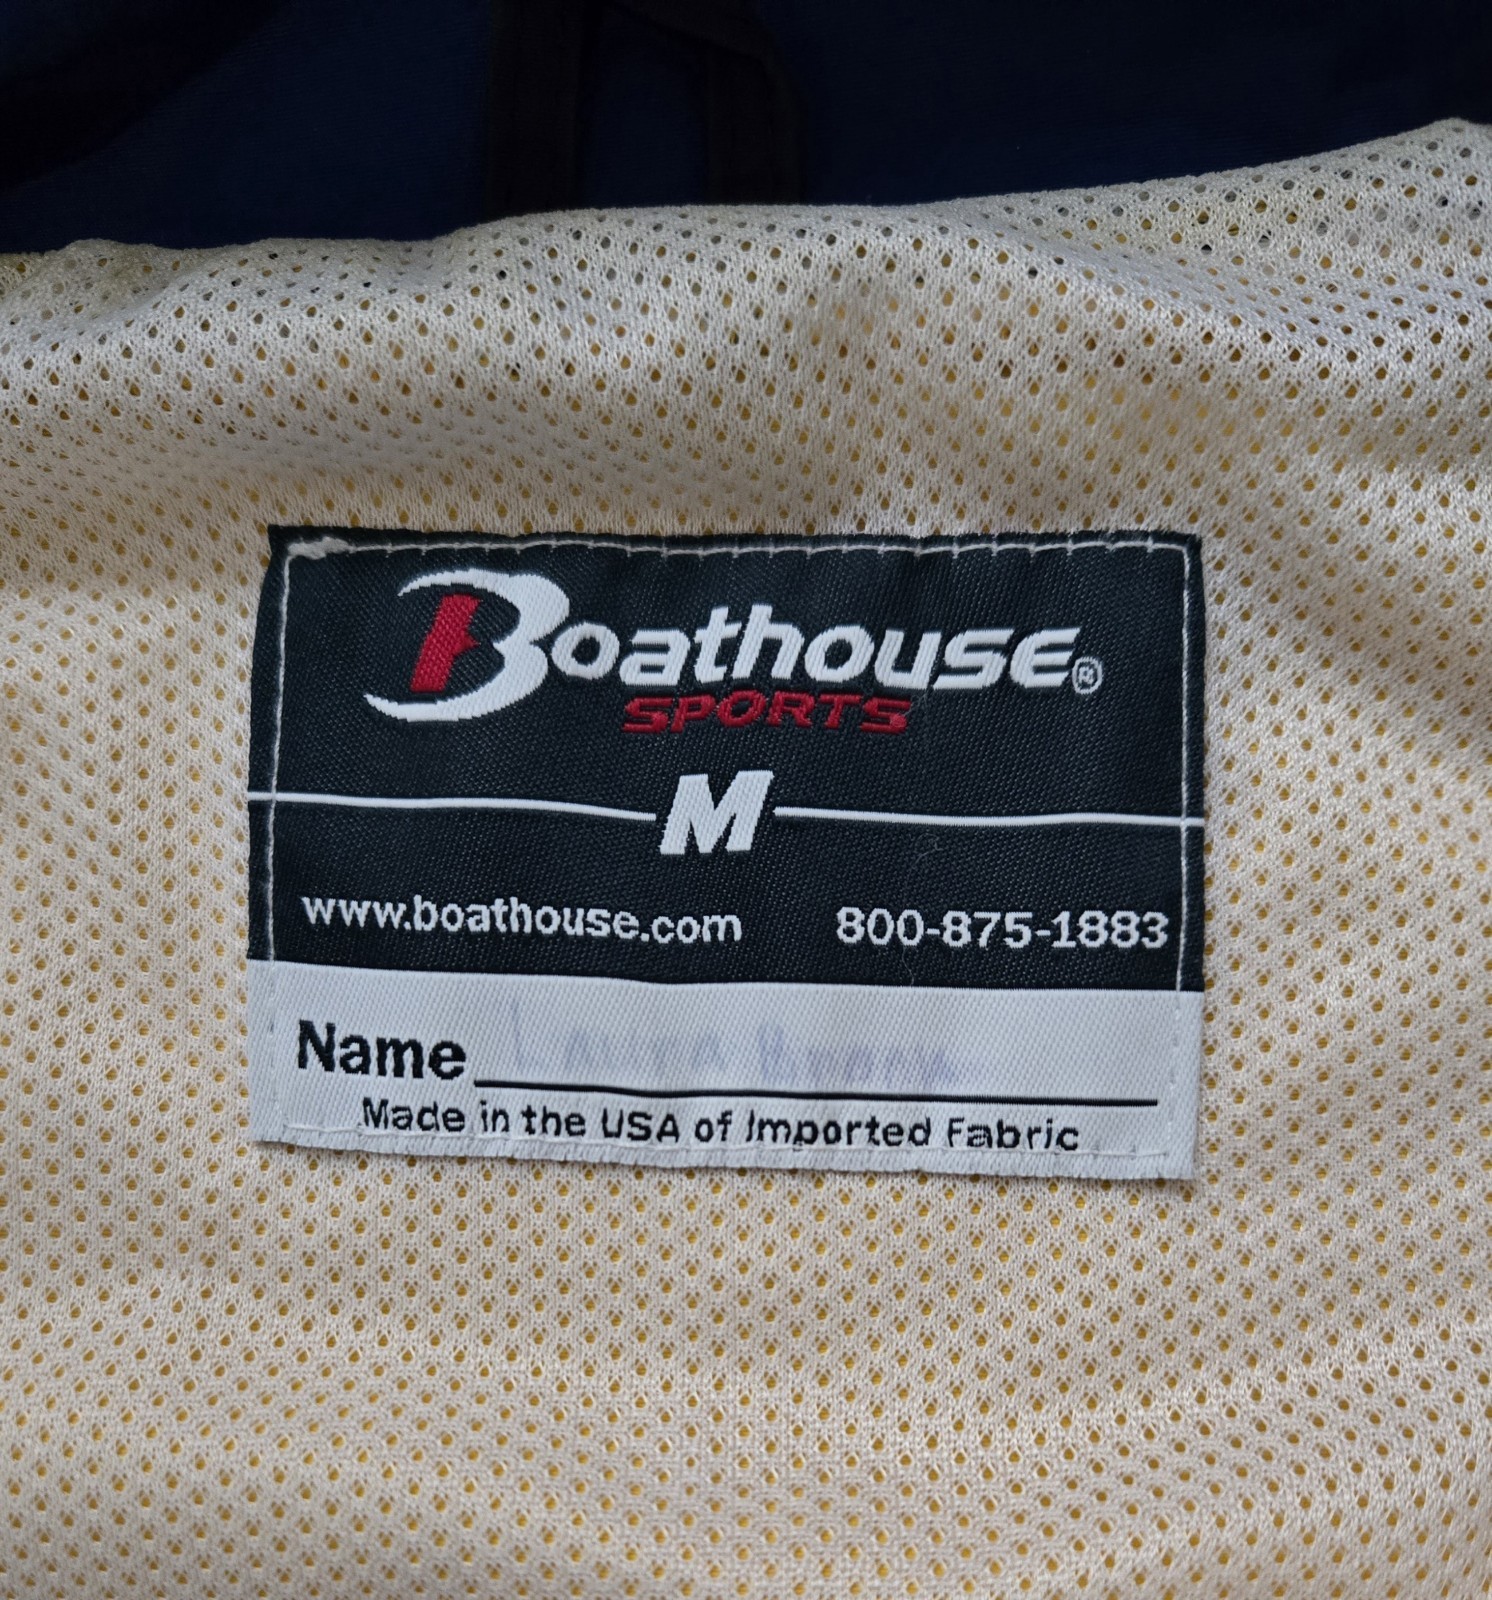 Boathouse®
SPORTS
M
www.boathouse.com 800-875-1883
Name
Made in the USA of Imported Fabric